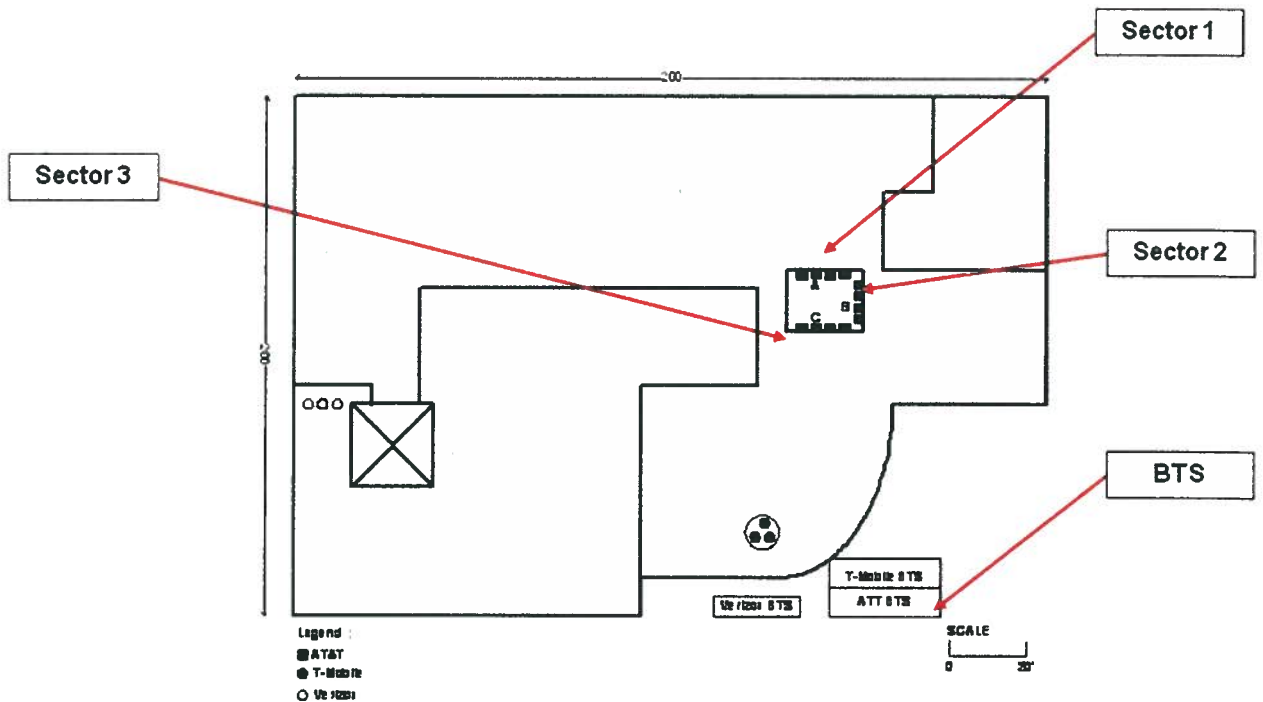 Sector 1
200
Sector 3
Sector 2
A
B
C
BTS
T-Mobile BTS
Verizon BTS
ATT BTS
Legend :
AT&T
T-Mobile
Verizon
SCALE
0 20'